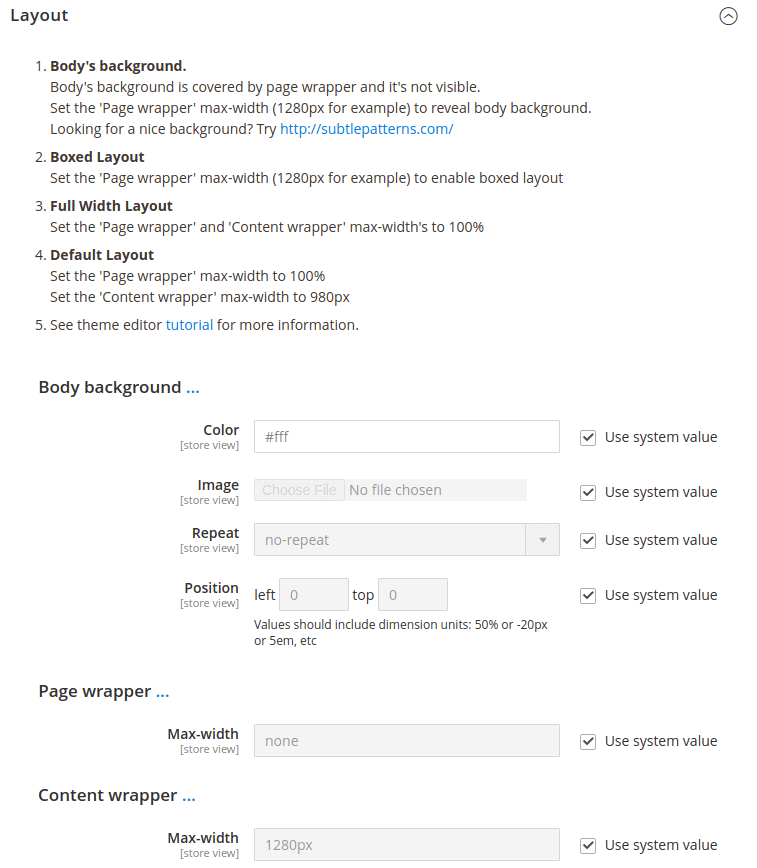 Layout
1. Body's background.
Body's background is covered by page wrapper and it's not visible.
Set the 'Page wrapper' max-width (1280px for example) to reveal body background.
Looking for a nice background? Try http://subtlepatterns.com/
2. Boxed Layout
Set the 'Page wrapper' max-width (1280px for example) to enable boxed layout
3. Full Width Layout
Set the 'Page wrapper' and 'Content wrapper' max-width's to 100%
4. Default Layout
Set the 'Page wrapper' max-width to 100%
Set the 'Content wrapper' max-width to 980px
5. See theme editor tutorial for more information.
Body background ...
Color #fff Use system value
[store view]
Image Choose File No file chosen Use system value
[store view]
Repeat no-repeat Use system value
[store view]
Position left 0 top 0 Use system value
[store view]
Values should include dimension units: 50% or -20px
or 5em, etc
Page wrapper ...
Max-width none Use system value
[store view]
Content wrapper ...
Max-width 1280px Use system value
[store view]